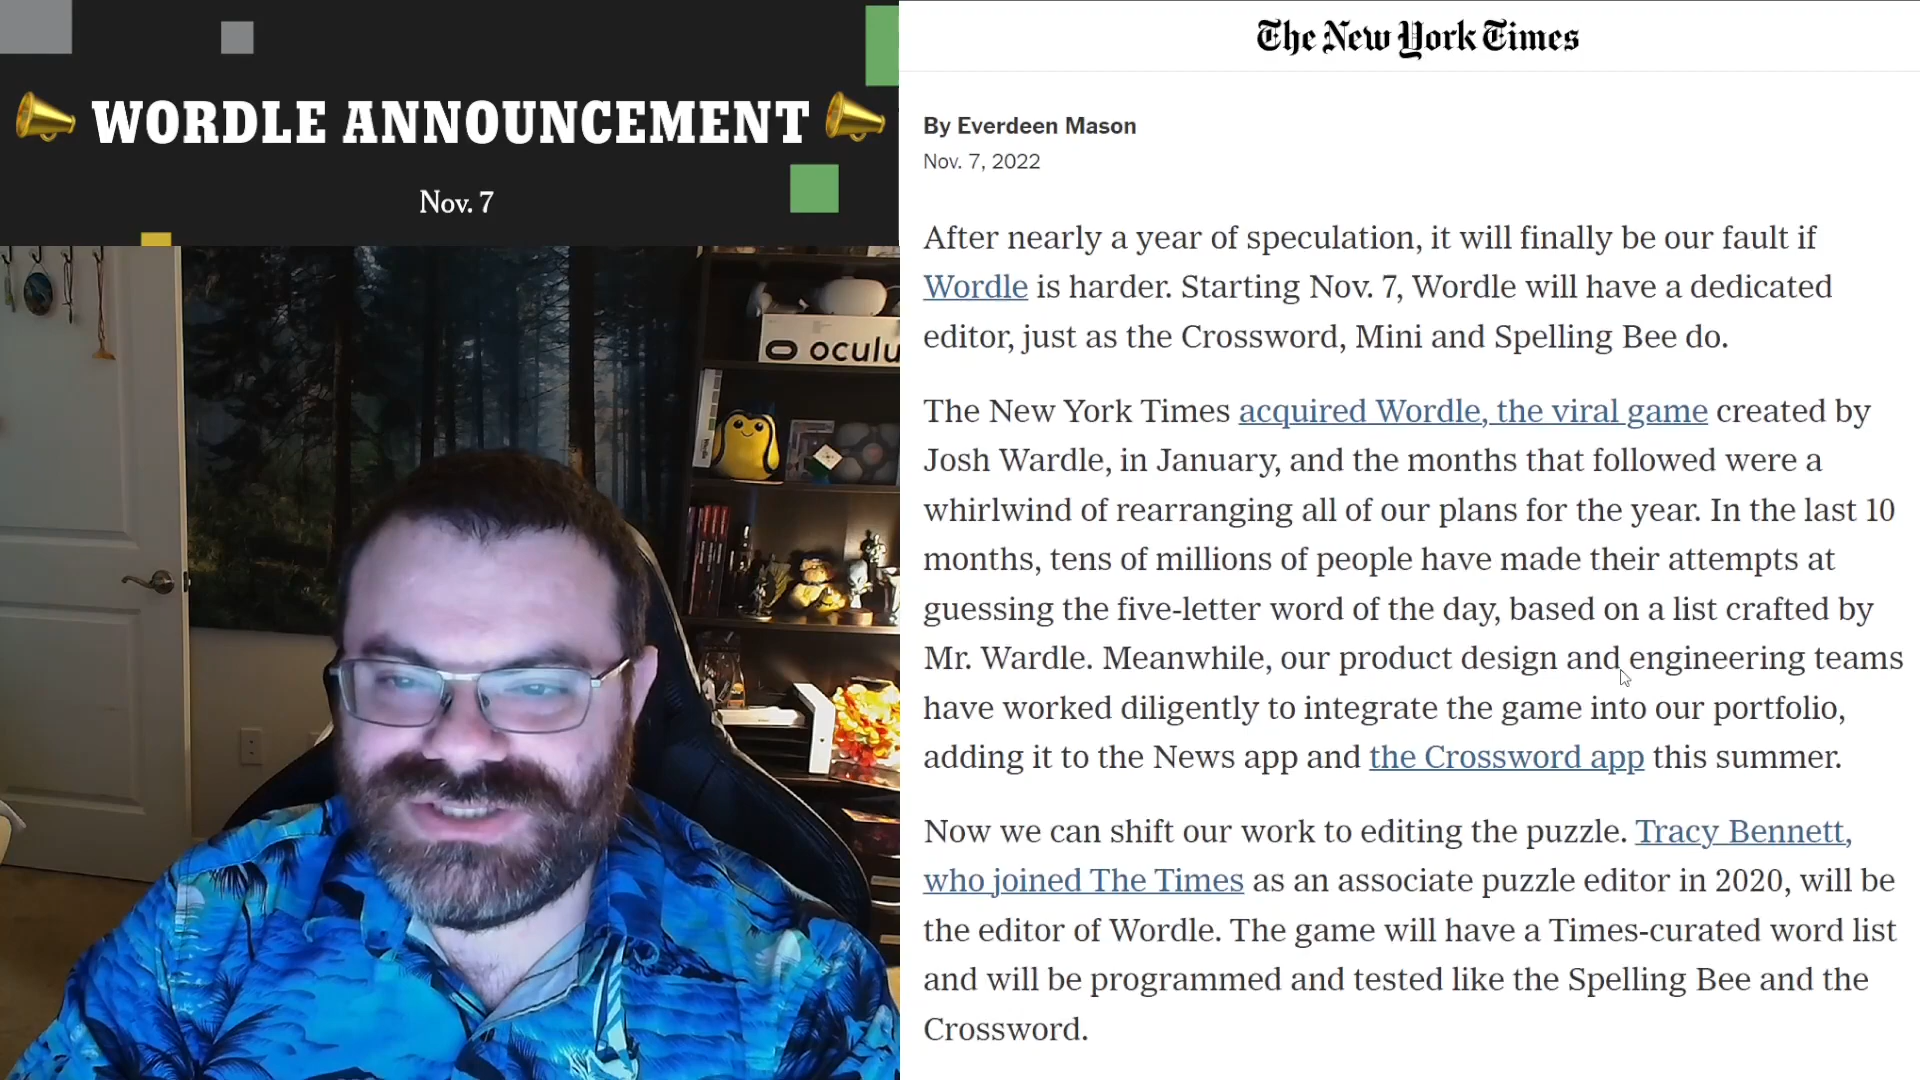 WORDLE ANNOUNCEMENT
Nov. 7
oculu
The New York Times
By Everdeen Mason
Nov. 7, 2022
After nearly a year of speculation, it will finally be our fault if
Wordle is harder. Starting Nov. 7, Wordle will have a dedicated
editor, just as the Crossword, Mini and Spelling Bee do.
The New York Times acquired Wordle, the viral game created by
Josh Wardle, in January, and the months that followed were a
whirlwind of rearranging all of our plans for the year. In the last 10
months, tens of millions of people have made their attempts at
guessing the five-letter word of the day, based on a list crafted by
Mr. Wardle. Meanwhile, our product design and engineering teams
have worked diligently to integrate the game into our portfolio,
adding it to the News app and the Crossword app this summer.
Now we can shift our work to editing the puzzle. Tracy Bennett,
who joined The Times as an associate puzzle editor in 2020, will be
the editor of Wordle. The game will have a Times-curated word list
and will be programmed and tested like the Spelling Bee and the
Crossword.